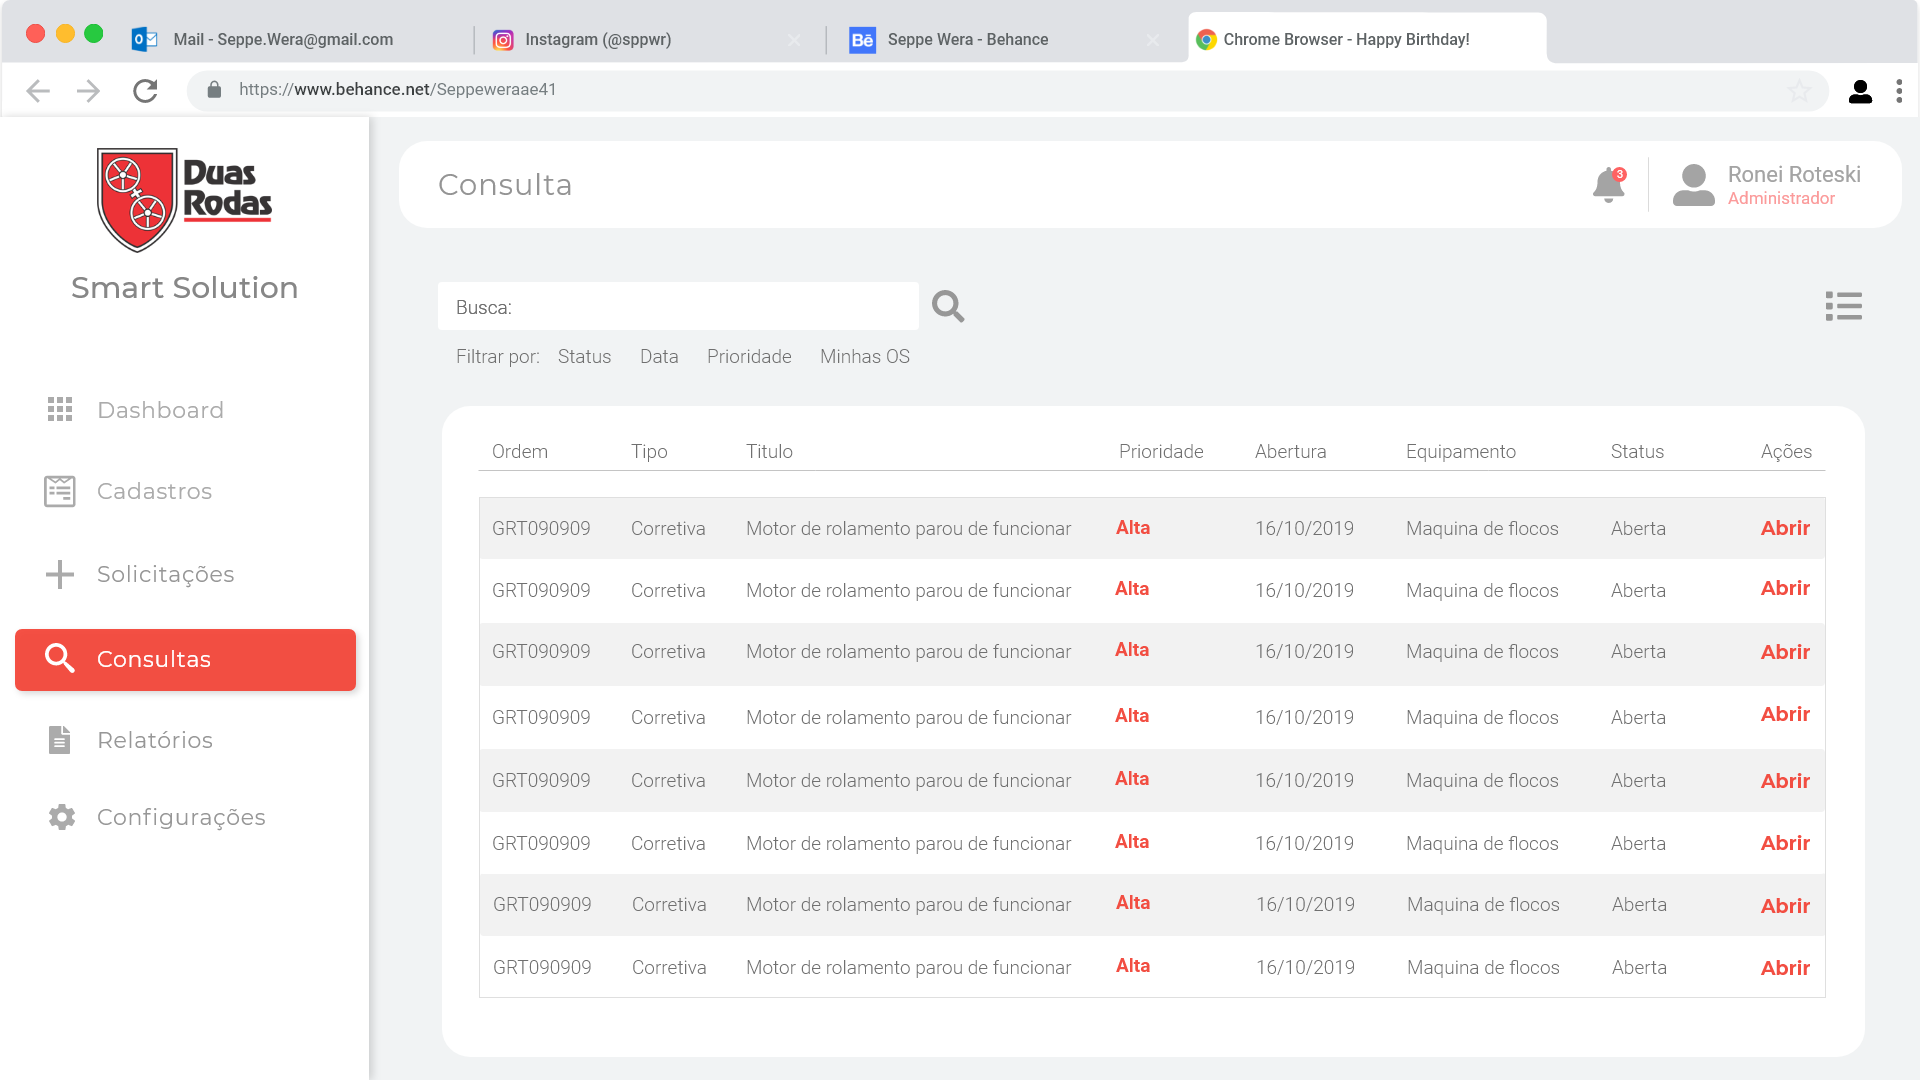 Mail - Seppe.Wera@gmail.com
Instagram (@sppwr)
Bē
Seppe Wera - Behance
Chrome Browser - Happy Birthday!
https://www.behance.net/Seppeweraae41
Duas
Rodas
Smart Solution
Dashboard
Cadastros
Solicitações
Consultas
Relatórios
Configurações
Consulta
3
Ronei Roteski
Administrador
Busca:
Filtrar por: Status Data Prioridade Minhas OS
Ordem Tipo Titulo Prioridade Abertura Equipamento Status Ações
GRT090909 Corretiva Motor de rolamento parou de funcionar Alta 16/10/2019 Maquina de flocos Aberta Abrir
GRT090909 Corretiva Motor de rolamento parou de funcionar Alta 16/10/2019 Maquina de flocos Aberta Abrir
GRT090909 Corretiva Motor de rolamento parou de funcionar Alta 16/10/2019 Maquina de flocos Aberta Abrir
GRT090909 Corretiva Motor de rolamento parou de funcionar Alta 16/10/2019 Maquina de flocos Aberta Abrir
GRT090909 Corretiva Motor de rolamento parou de funcionar Alta 16/10/2019 Maquina de flocos Aberta Abrir
GRT090909 Corretiva Motor de rolamento parou de funcionar Alta 16/10/2019 Maquina de flocos Aberta Abrir
GRT090909 Corretiva Motor de rolamento parou de funcionar Alta 16/10/2019 Maquina de flocos Aberta Abrir
GRT090909 Corretiva Motor de rolamento parou de funcionar Alta 16/10/2019 Maquina de flocos Aberta Abrir